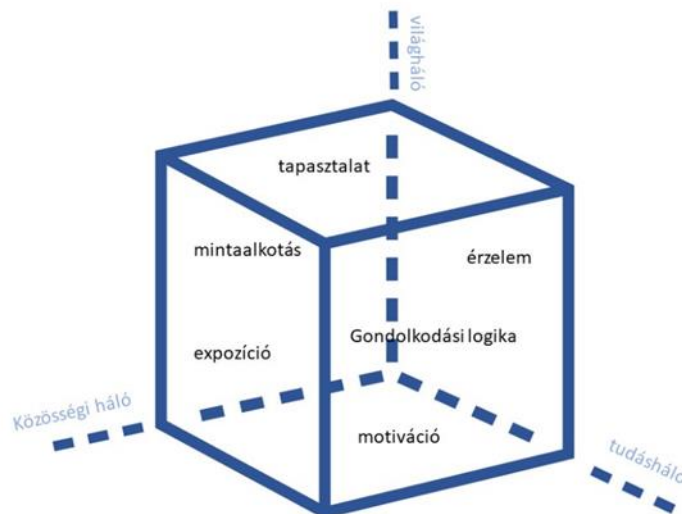 világháló
tapasztalat
mintaalkotás
érzelem
Gondolkodási logika
expozíció
Közösségi háló
motiváció
tudásháló